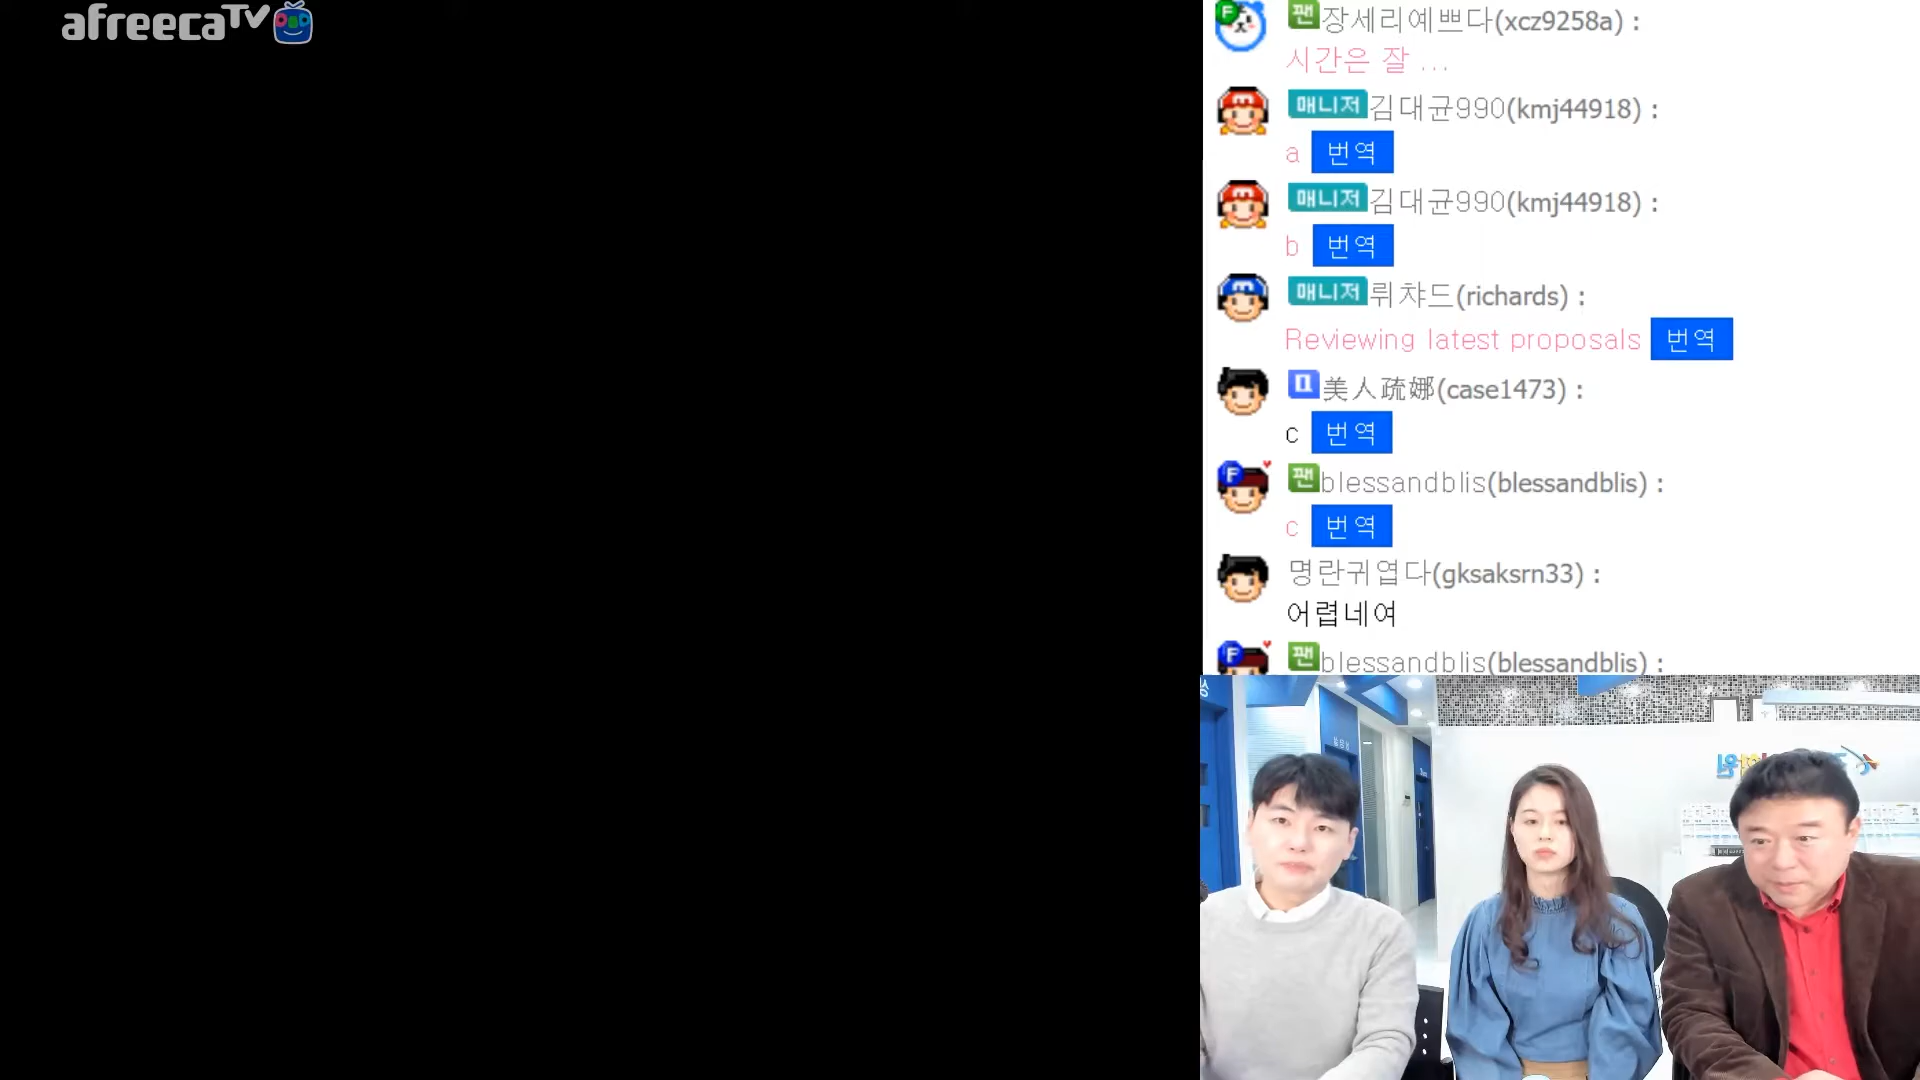 afreecaTV
팬장세리예쁘다(xcz9258a) :
시간은 잘 ...
매니저김대균990(kmj44918) :
a 번역
매니저김대균990(kmj44918) :
b 번역
매니저뤼챠드(richards) :
Reviewing latest proposals 번역
美人疏娜(case1473) :
c 번역
팬blessandblis(blessandblis) :
c 번역
명란귀엽다(gksaksrn33) :
어렵네여
팬blessandblis(blessandblis) :